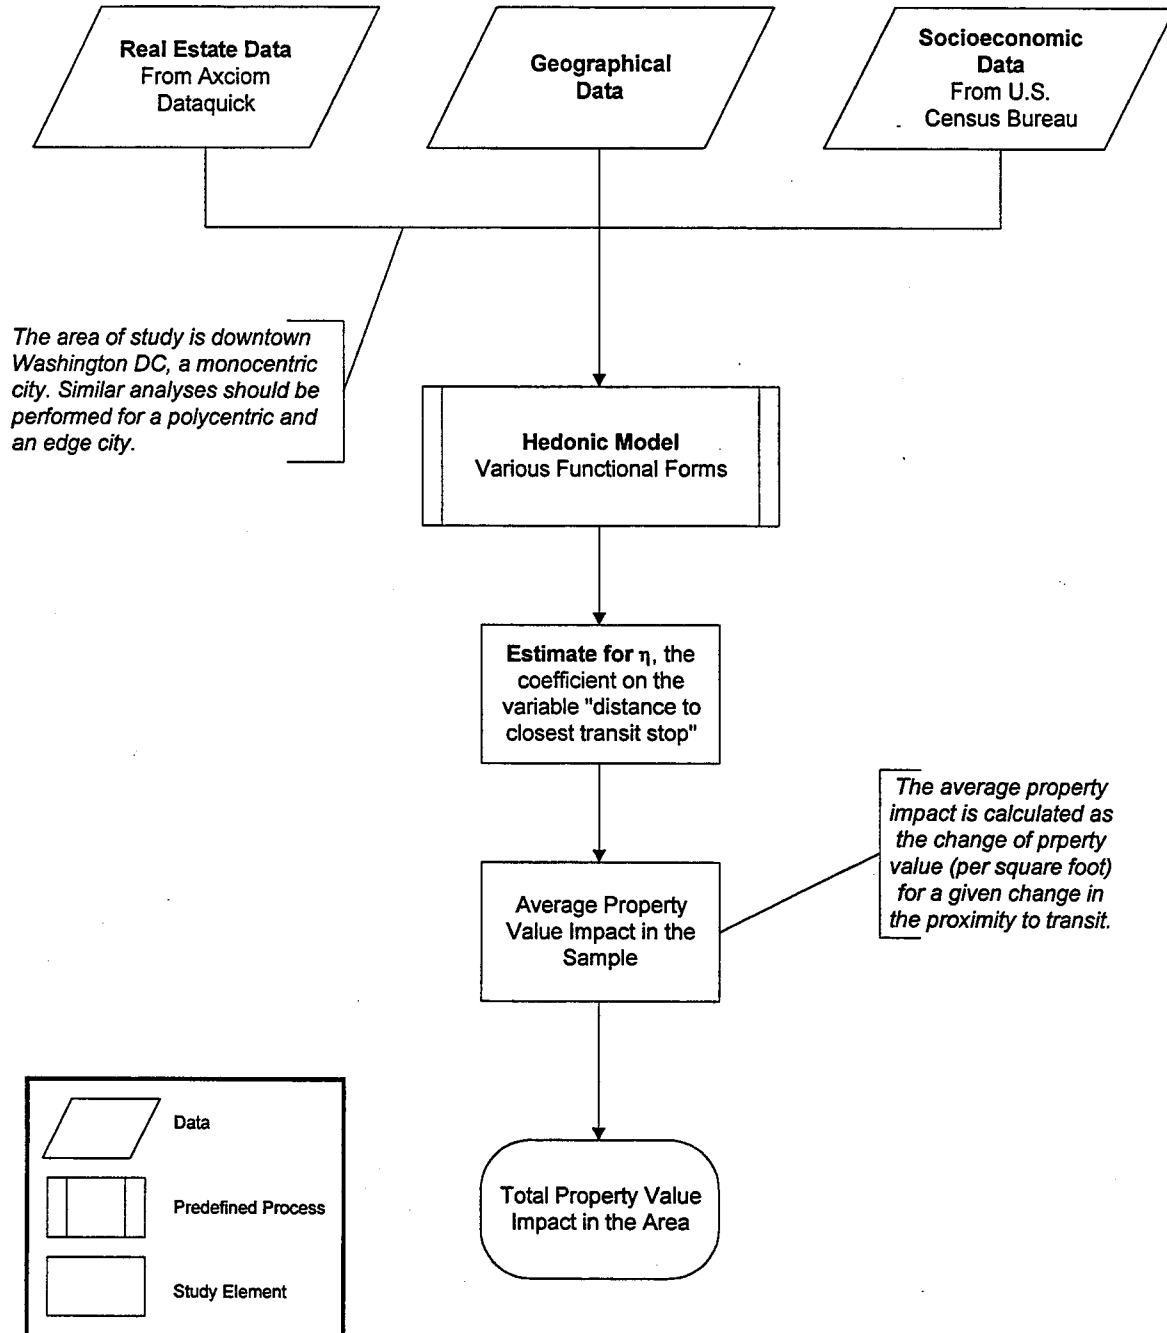 Real Estate Data
From Axciom
Dataquick
Geographical
Data
Socioeconomic
Data
From U.S.
Census Bureau
The area of study is downtown
Washington DC, a monocentric
city. Similar analyses should be
performed for a polycentric and
an edge city.
Hedonic Model
Various Functional Forms
Estimate for η, the
coefficient on the
variable "distance to
closest transit stop"
The average property
impact is calculated as
the change of prperty
value (per square foot)
for a given change in
the proximity to transit.
Average Property
Value Impact in the
Sample
Total Property Value
Impact in the Area
Data
Predefined Process
Study Element